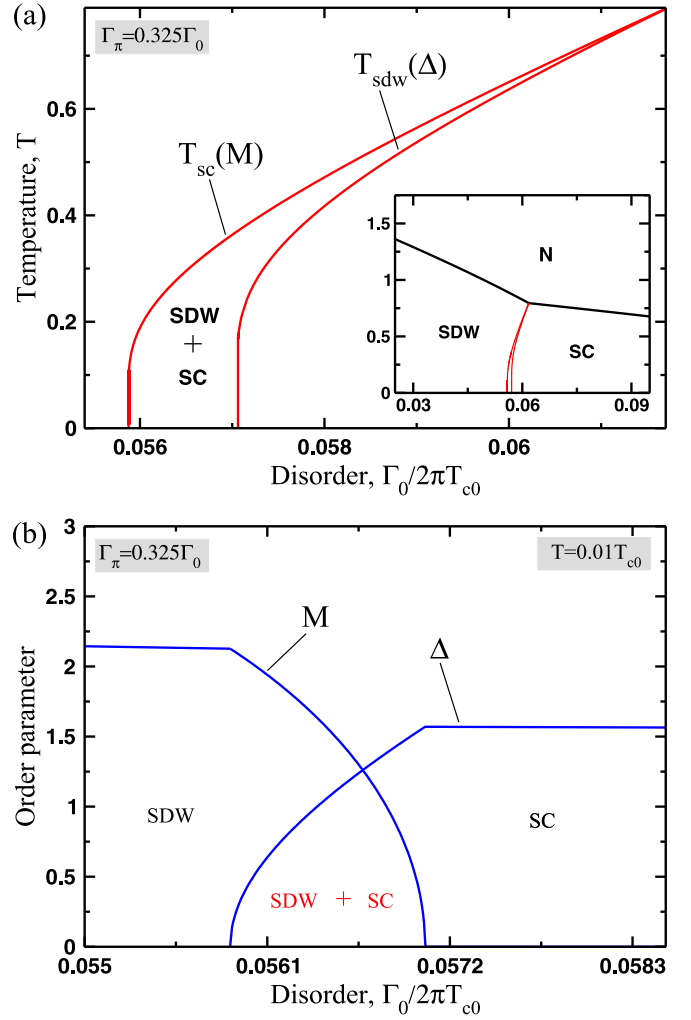 (a)
Γπ=0.325Γ0
Tsdw(Δ)
Tsc(M)
SDW
+
SC
Temperature, T
0.6
0.4
0.2
0
0.056
0.058
0.06
Disorder, Γ0/2πTc0
N
SDW
SC
1.5
1
0.5
0
0.03
0.06
0.09
(b)
Γπ=0.325Γ0
T=0.01Tc0
M
Δ
SDW
SC
SDW + SC
Order parameter
3
2.5
2
1.5
1
0.5
0
0.055
0.0561
0.0572
0.0583
Disorder, Γ0/2πTc0